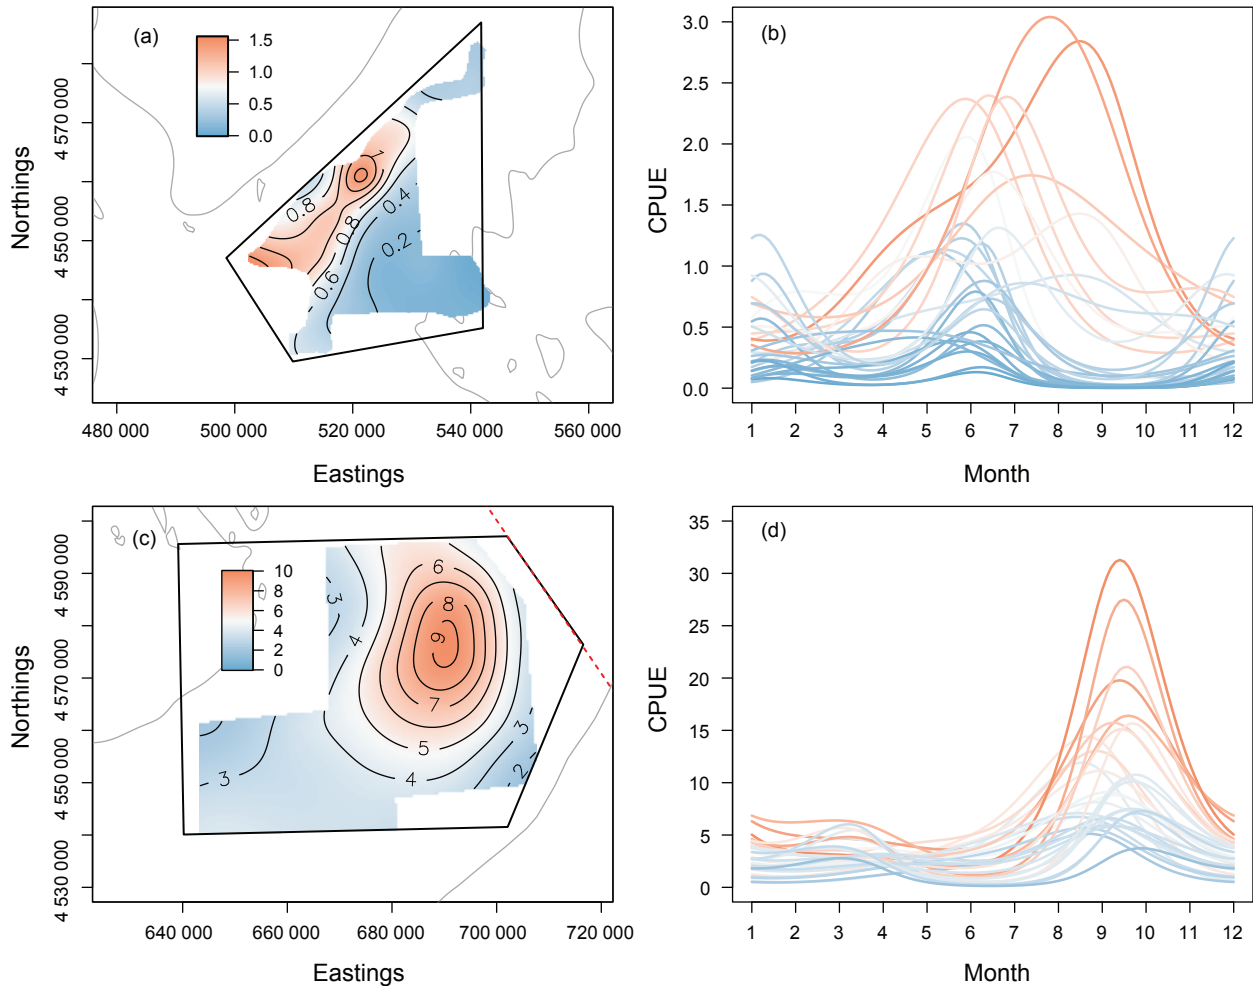 (a)
1.5
1.0
0.5
0.0
Northings
4 570 000
4 550 000
4 530 000
1
0.8
0.8
0.4
0.2
0.6
480 000 500 000 520 000 540 000 560 000
Eastings
(b)
CPUE
3.0
2.5
2.0
1.5
1.0
0.5
0.0
1 2 3 4 5 6 7 8 9 10 11 12
Month
(c)
10
8
6
4
2
0
Northings
4 590 000
4 570 000
4 550 000
4 530 000
6
8
9
7
5
4
3
4
3
3
2
640 000 660 000 680 000 700 000 720 000
Eastings
(d)
CPUE
35
30
25
20
15
10
5
0
1 2 3 4 5 6 7 8 9 10 11 12
Month